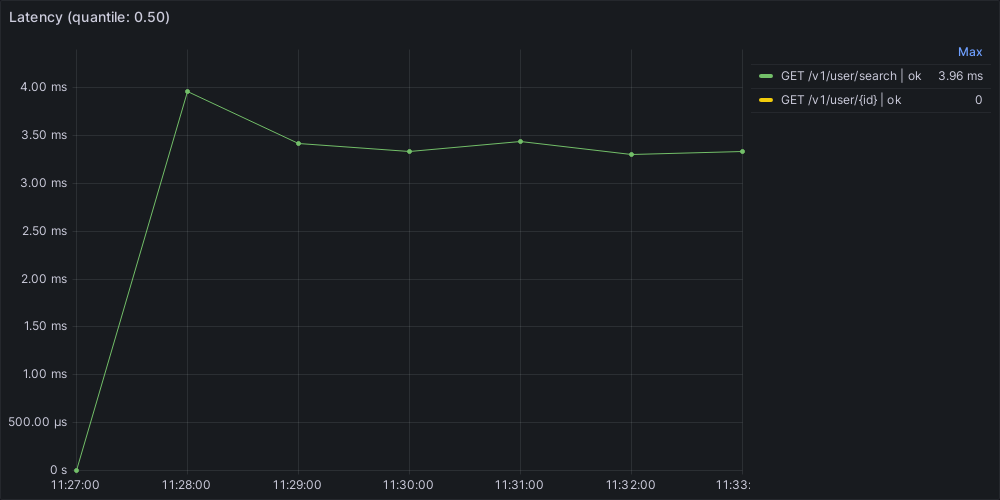 Latency (quantile: 0.50)
Max
GET /v1/user/search | ok 3.96 ms
GET /v1/user/{id} | ok 0
4.00 ms
3.50 ms
3.00 ms
2.50 ms
2.00 ms
1.50 ms
1.00 ms
500.00 µs
0 s
11:27:00 11:28:00 11:29:00 11:30:00 11:31:00 11:32:00 11:33: